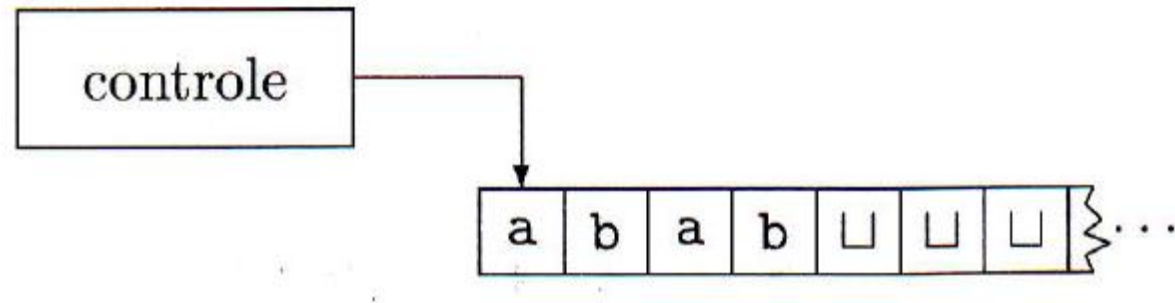 controle
a b a b ⊔ ⊔ ⊔ ···